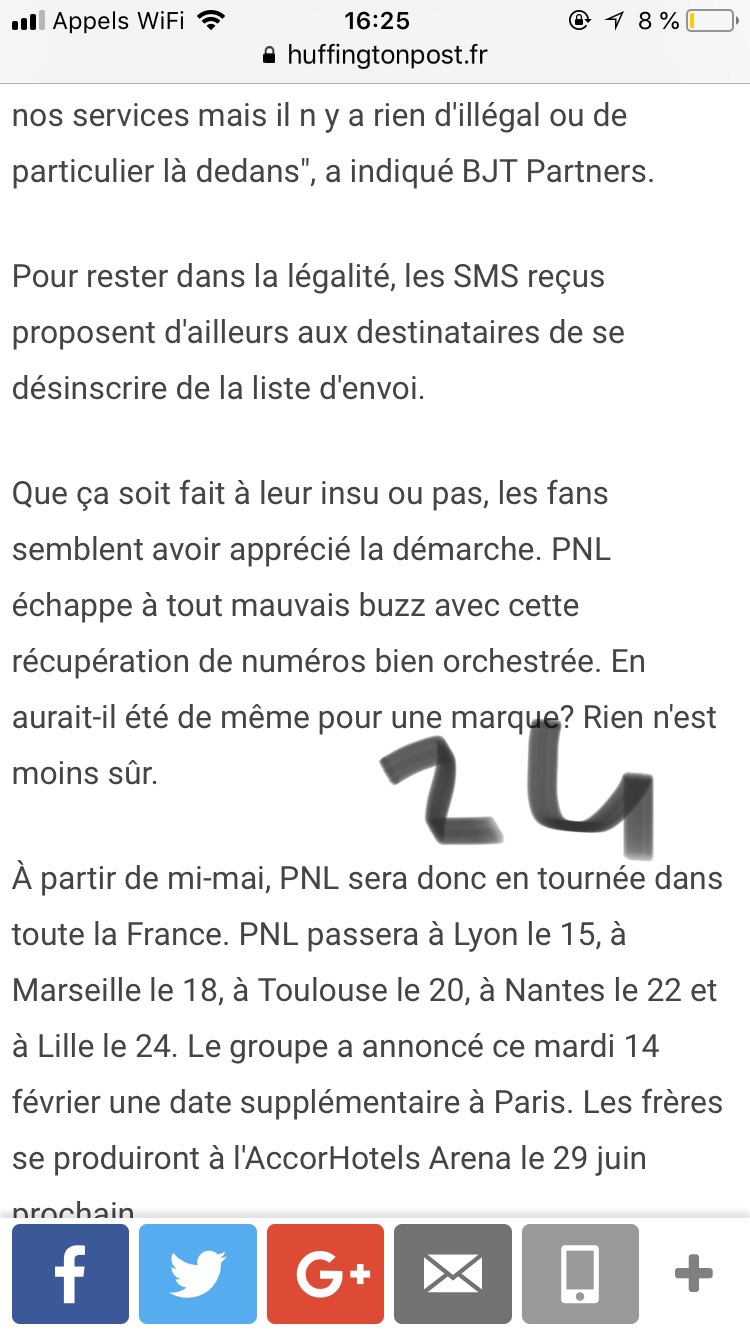 Appels WiFi 16:25 8 %
huffingtonpost.fr
nos services mais il n y a rien d'illégal ou de
particulier là dedans", a indiqué BJT Partners.
Pour rester dans la légalité, les SMS reçus
proposent d'ailleurs aux destinataires de se
désinscrire de la liste d'envoi.
Que ça soit fait à leur insu ou pas, les fans
semblent avoir apprécié la démarche. PNL
échappe à tout mauvais buzz avec cette
récupération de numéros bien orchestrée. En
aurait-il été de même pour une marque? Rien n'est
moins sûr.
24
À partir de mi-mai, PNL sera donc en tournée dans
toute la France. PNL passera à Lyon le 15, à
Marseille le 18, à Toulouse le 20, à Nantes le 22 et
à Lille le 24. Le groupe a annoncé ce mardi 14
février une date supplémentaire à Paris. Les frères
se produiront à l'AccorHotels Arena le 29 juin
prochain
f G+ +